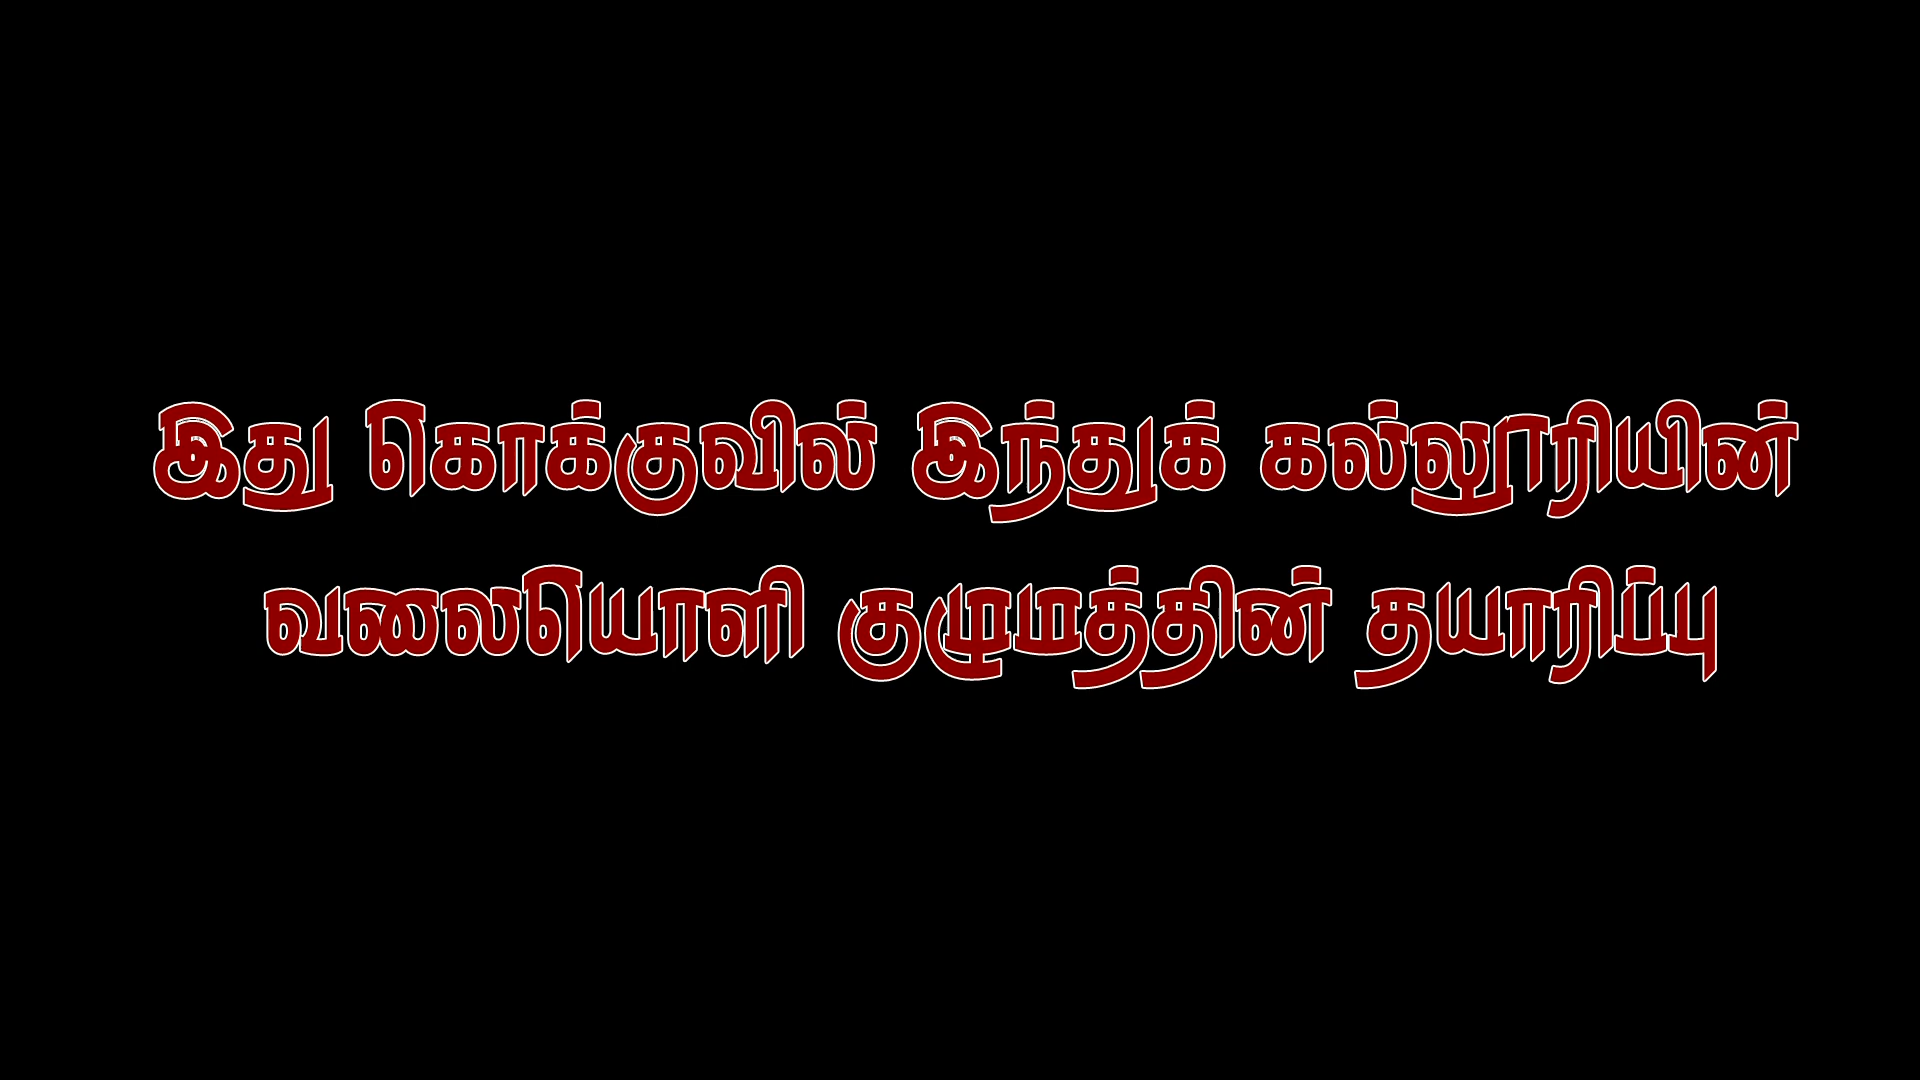 இது கொக்குவில் இந்துக் கல்லூரியின்
வலையொளி குழுமத்தின் தயாரிப்பு